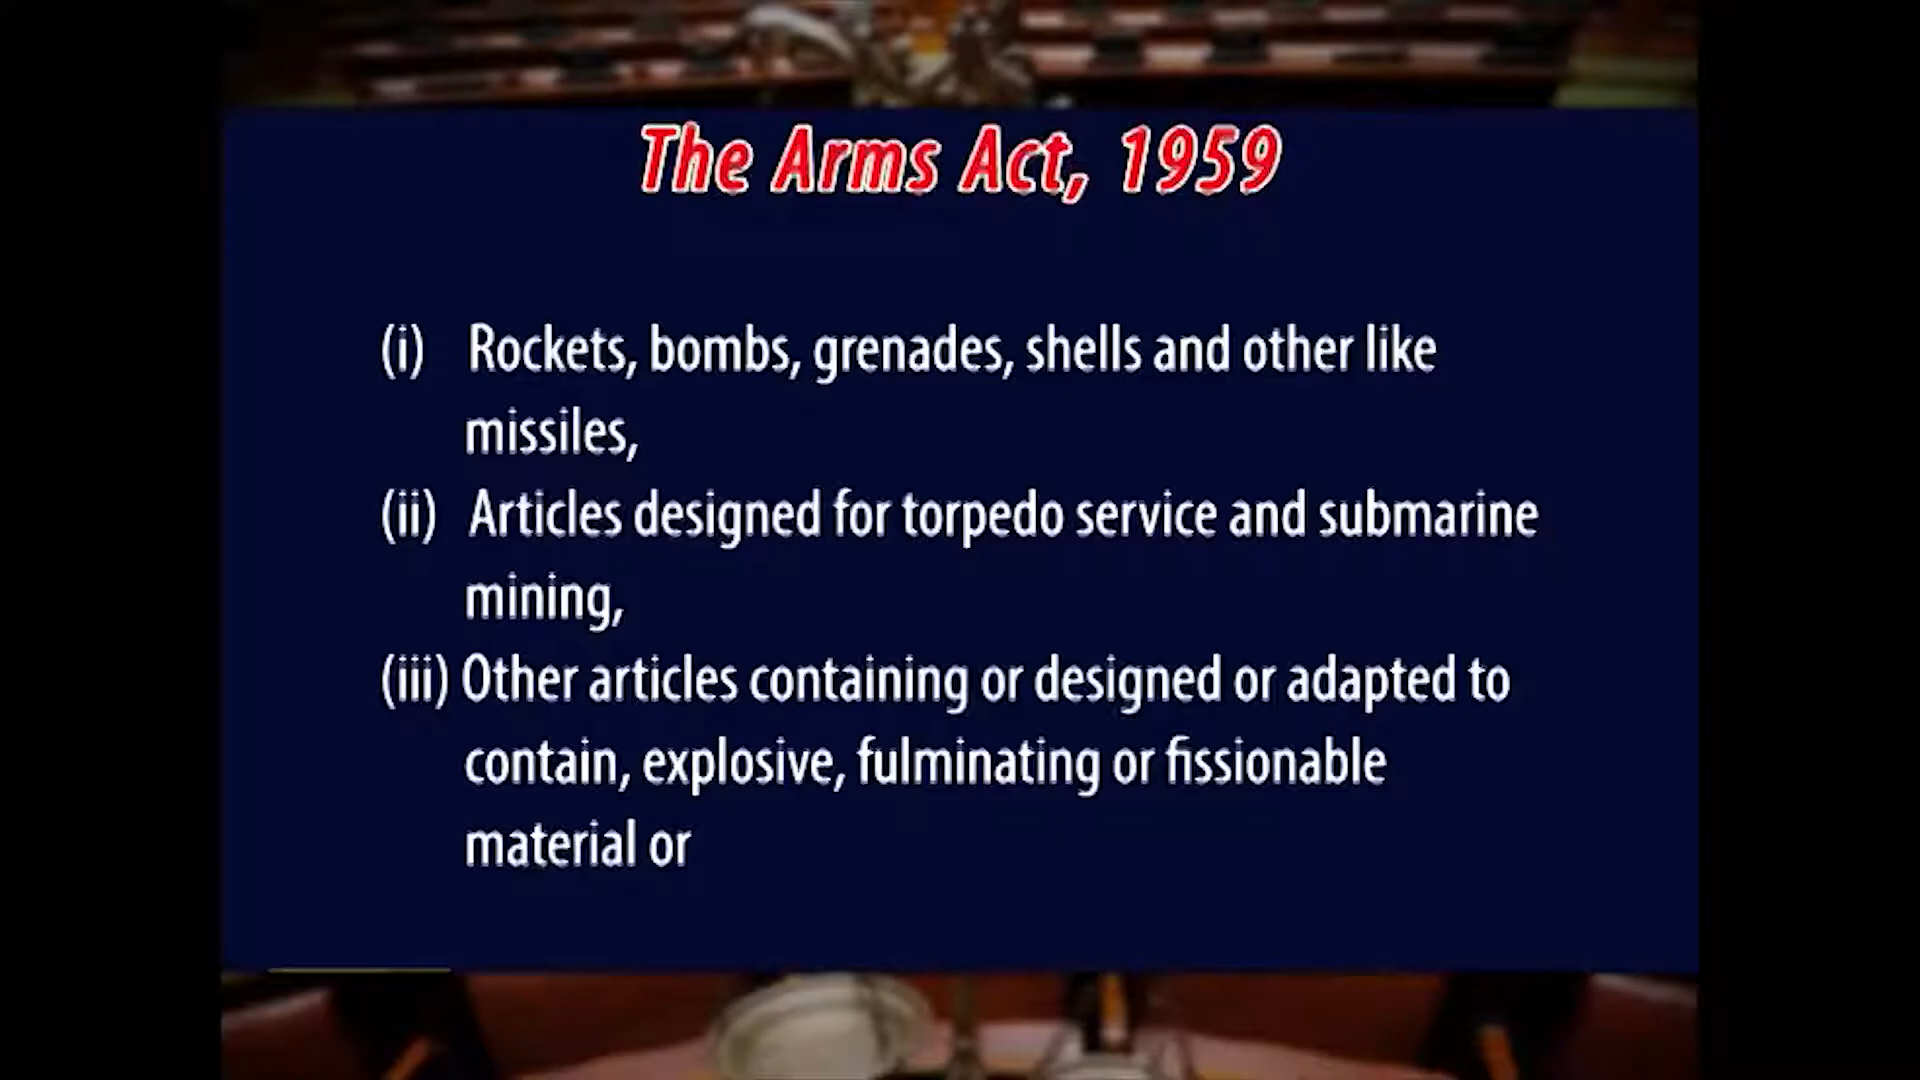 The Arms Act, 1959
(i) Rockets, bombs, grenades, shells and other like
missiles,
(ii) Articles designed for torpedo service and submarine
mining,
(iii) Other articles containing or designed or adapted to
contain, explosive, fulminating or fissionable
material or